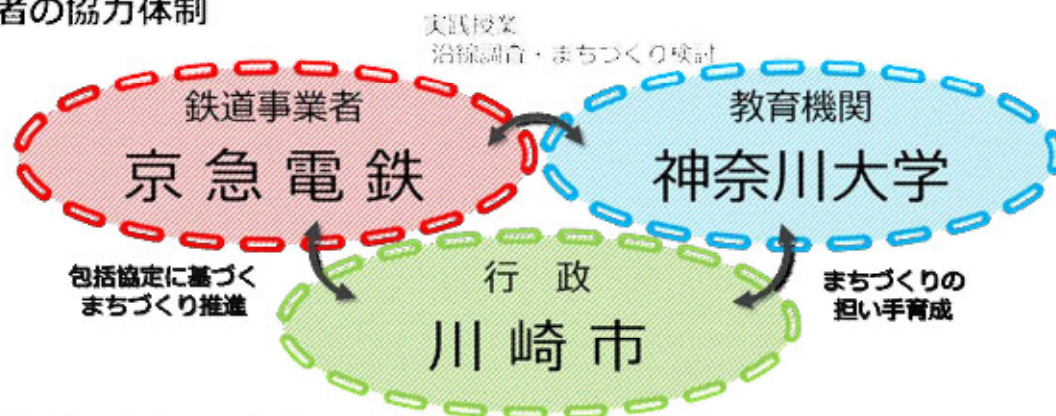 者の協力体制
実践授業
沿線調査・まちづくり検討
鉄道事業者
京急電鉄
教育機関
神奈川大学
包括協定に基づく
まちづくり推進
行 政
川崎市
まちづくりの
担い手育成